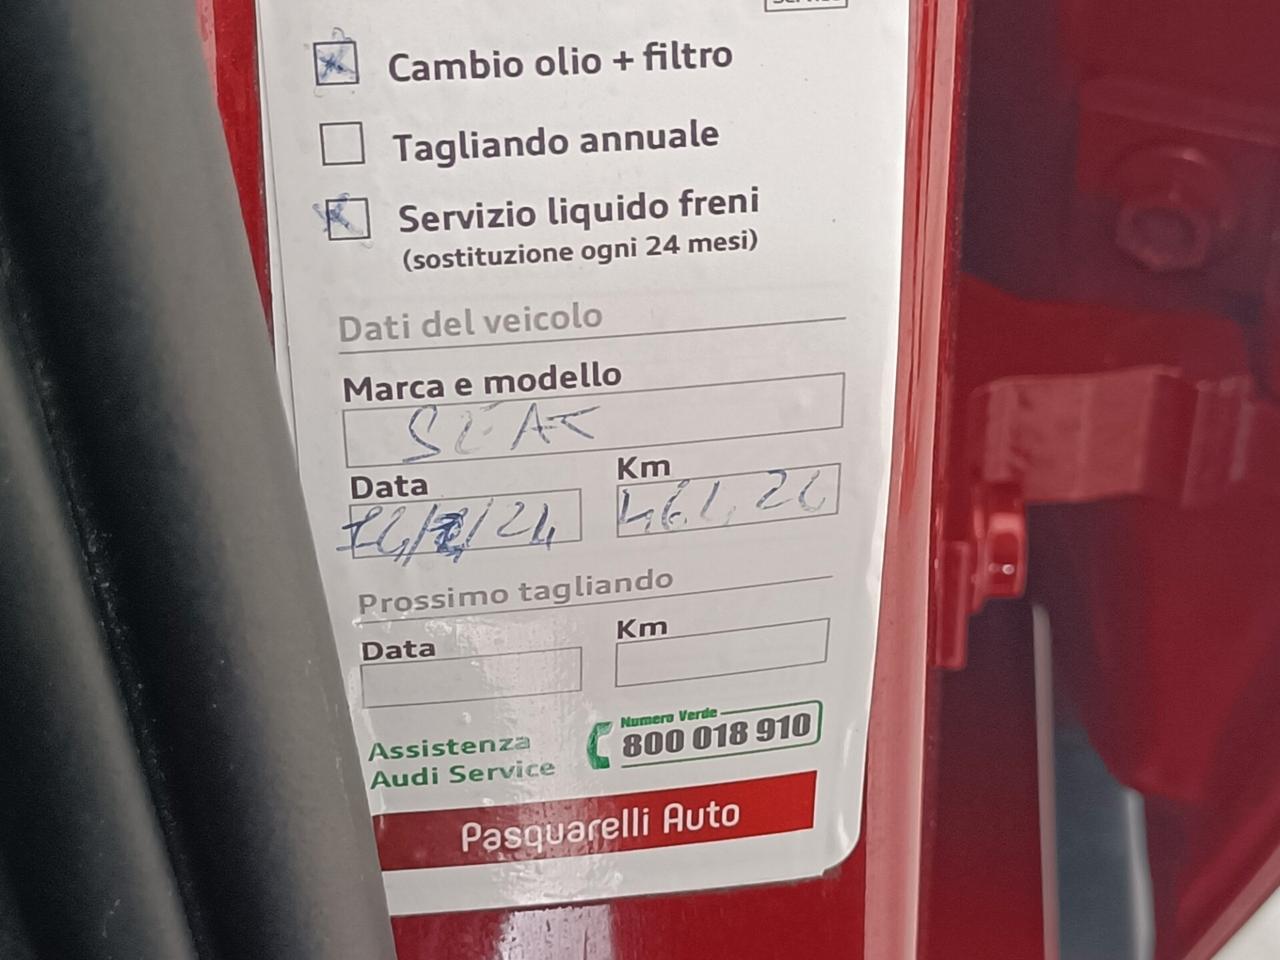 Cambio olio + filtro
Tagliando annuale
Servizio liquido freni
(sostituzione ogni 24 mesi)
Dati del veicolo
Marca e modello
SEAT
Data
Km
Prossimo tagliando
Data
Km
Assistenza
Audi Service
Numero Verde
800 018 910
Pasquarelli Auto